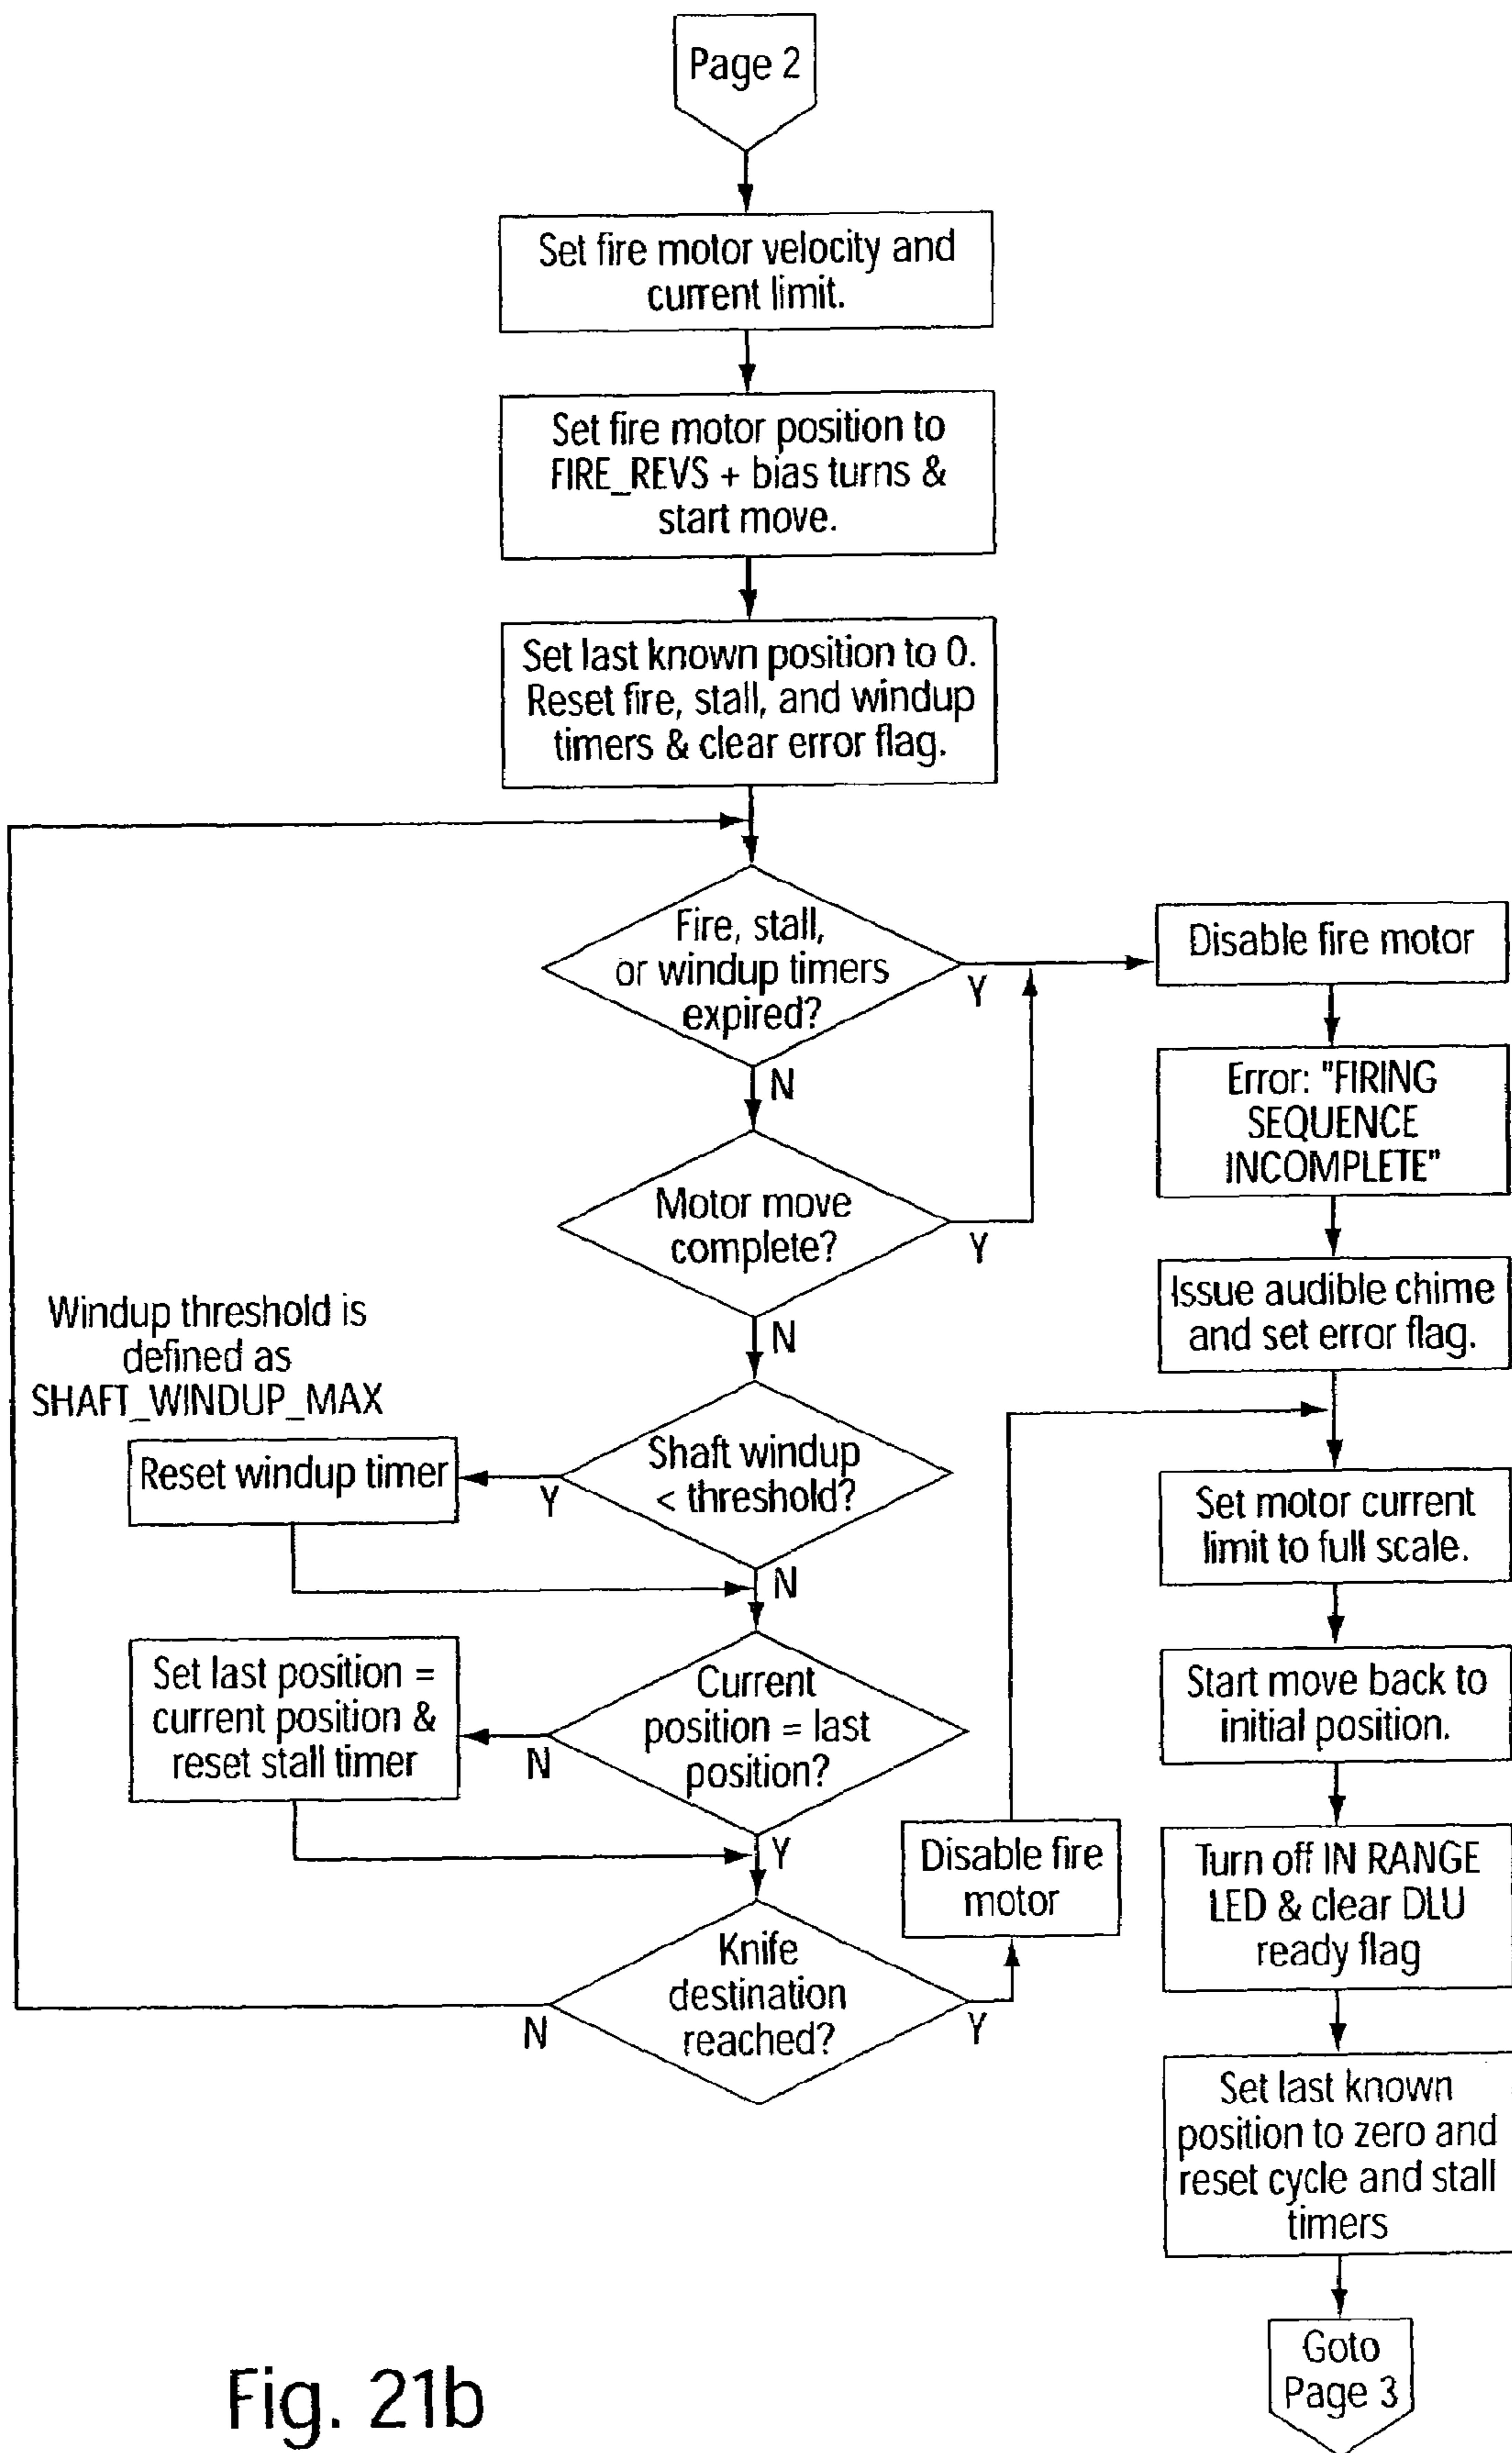 Page 2
Set fire motor velocity and
current limit.
Set fire motor position to
FIRE_REVS + bias turns &
start move.
Set last known position to 0.
Reset fire, stall, and windup
timers & clear error flag.
Fire, stall,
or windup timers
expired?
Y
N
Disable fire motor
Error: "FIRING
SEQUENCE
INCOMPLETE"
Motor move
complete?
Y
N
Issue audible chime
and set error flag.
Windup threshold is
defined as
SHAFT_WINDUP_MAX
Reset windup timer
Y
Shaft windup
< threshold?
N
Set motor current
limit to full scale.
Set last position =
current position &
reset stall timer
N
Current
position = last
position?
Y
Start move back to
initial position.
Disable fire
motor
Turn off IN RANGE
LED & clear DLU
ready flag
Knife
destination
reached?
N
Y
Set last known
position to zero and
reset cycle and stall
timers
Goto
Page 3
Fig. 21b